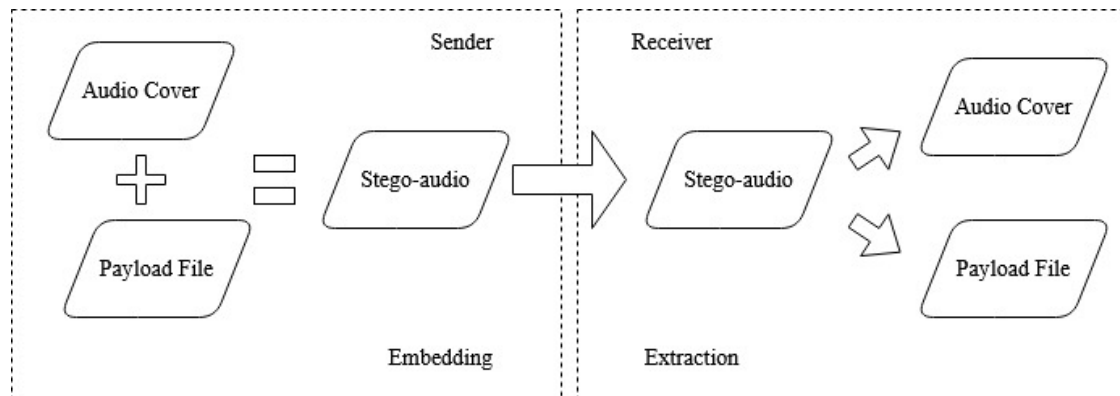 Sender
Audio Cover
Stego-audio
Payload File
Embedding
Receiver
Audio Cover
Stego-audio
Payload File
Extraction